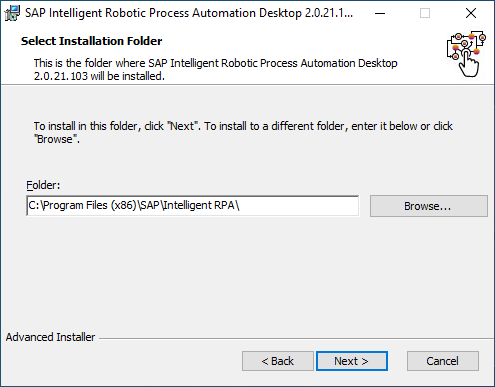 SAP Intelligent Robotic Process Automation Desktop 2.0.21.1...
Select Installation Folder
This is the folder where SAP Intelligent Robotic Process Automation Desktop
2.0.21.103 will be installed.
To install in this folder, click "Next". To install to a different folder, enter it below or click
"Browse".
Folder:
C:\Program Files (x86)\SAP\Intelligent RPA\
Browse...
Advanced Installer
< Back
Next >
Cancel